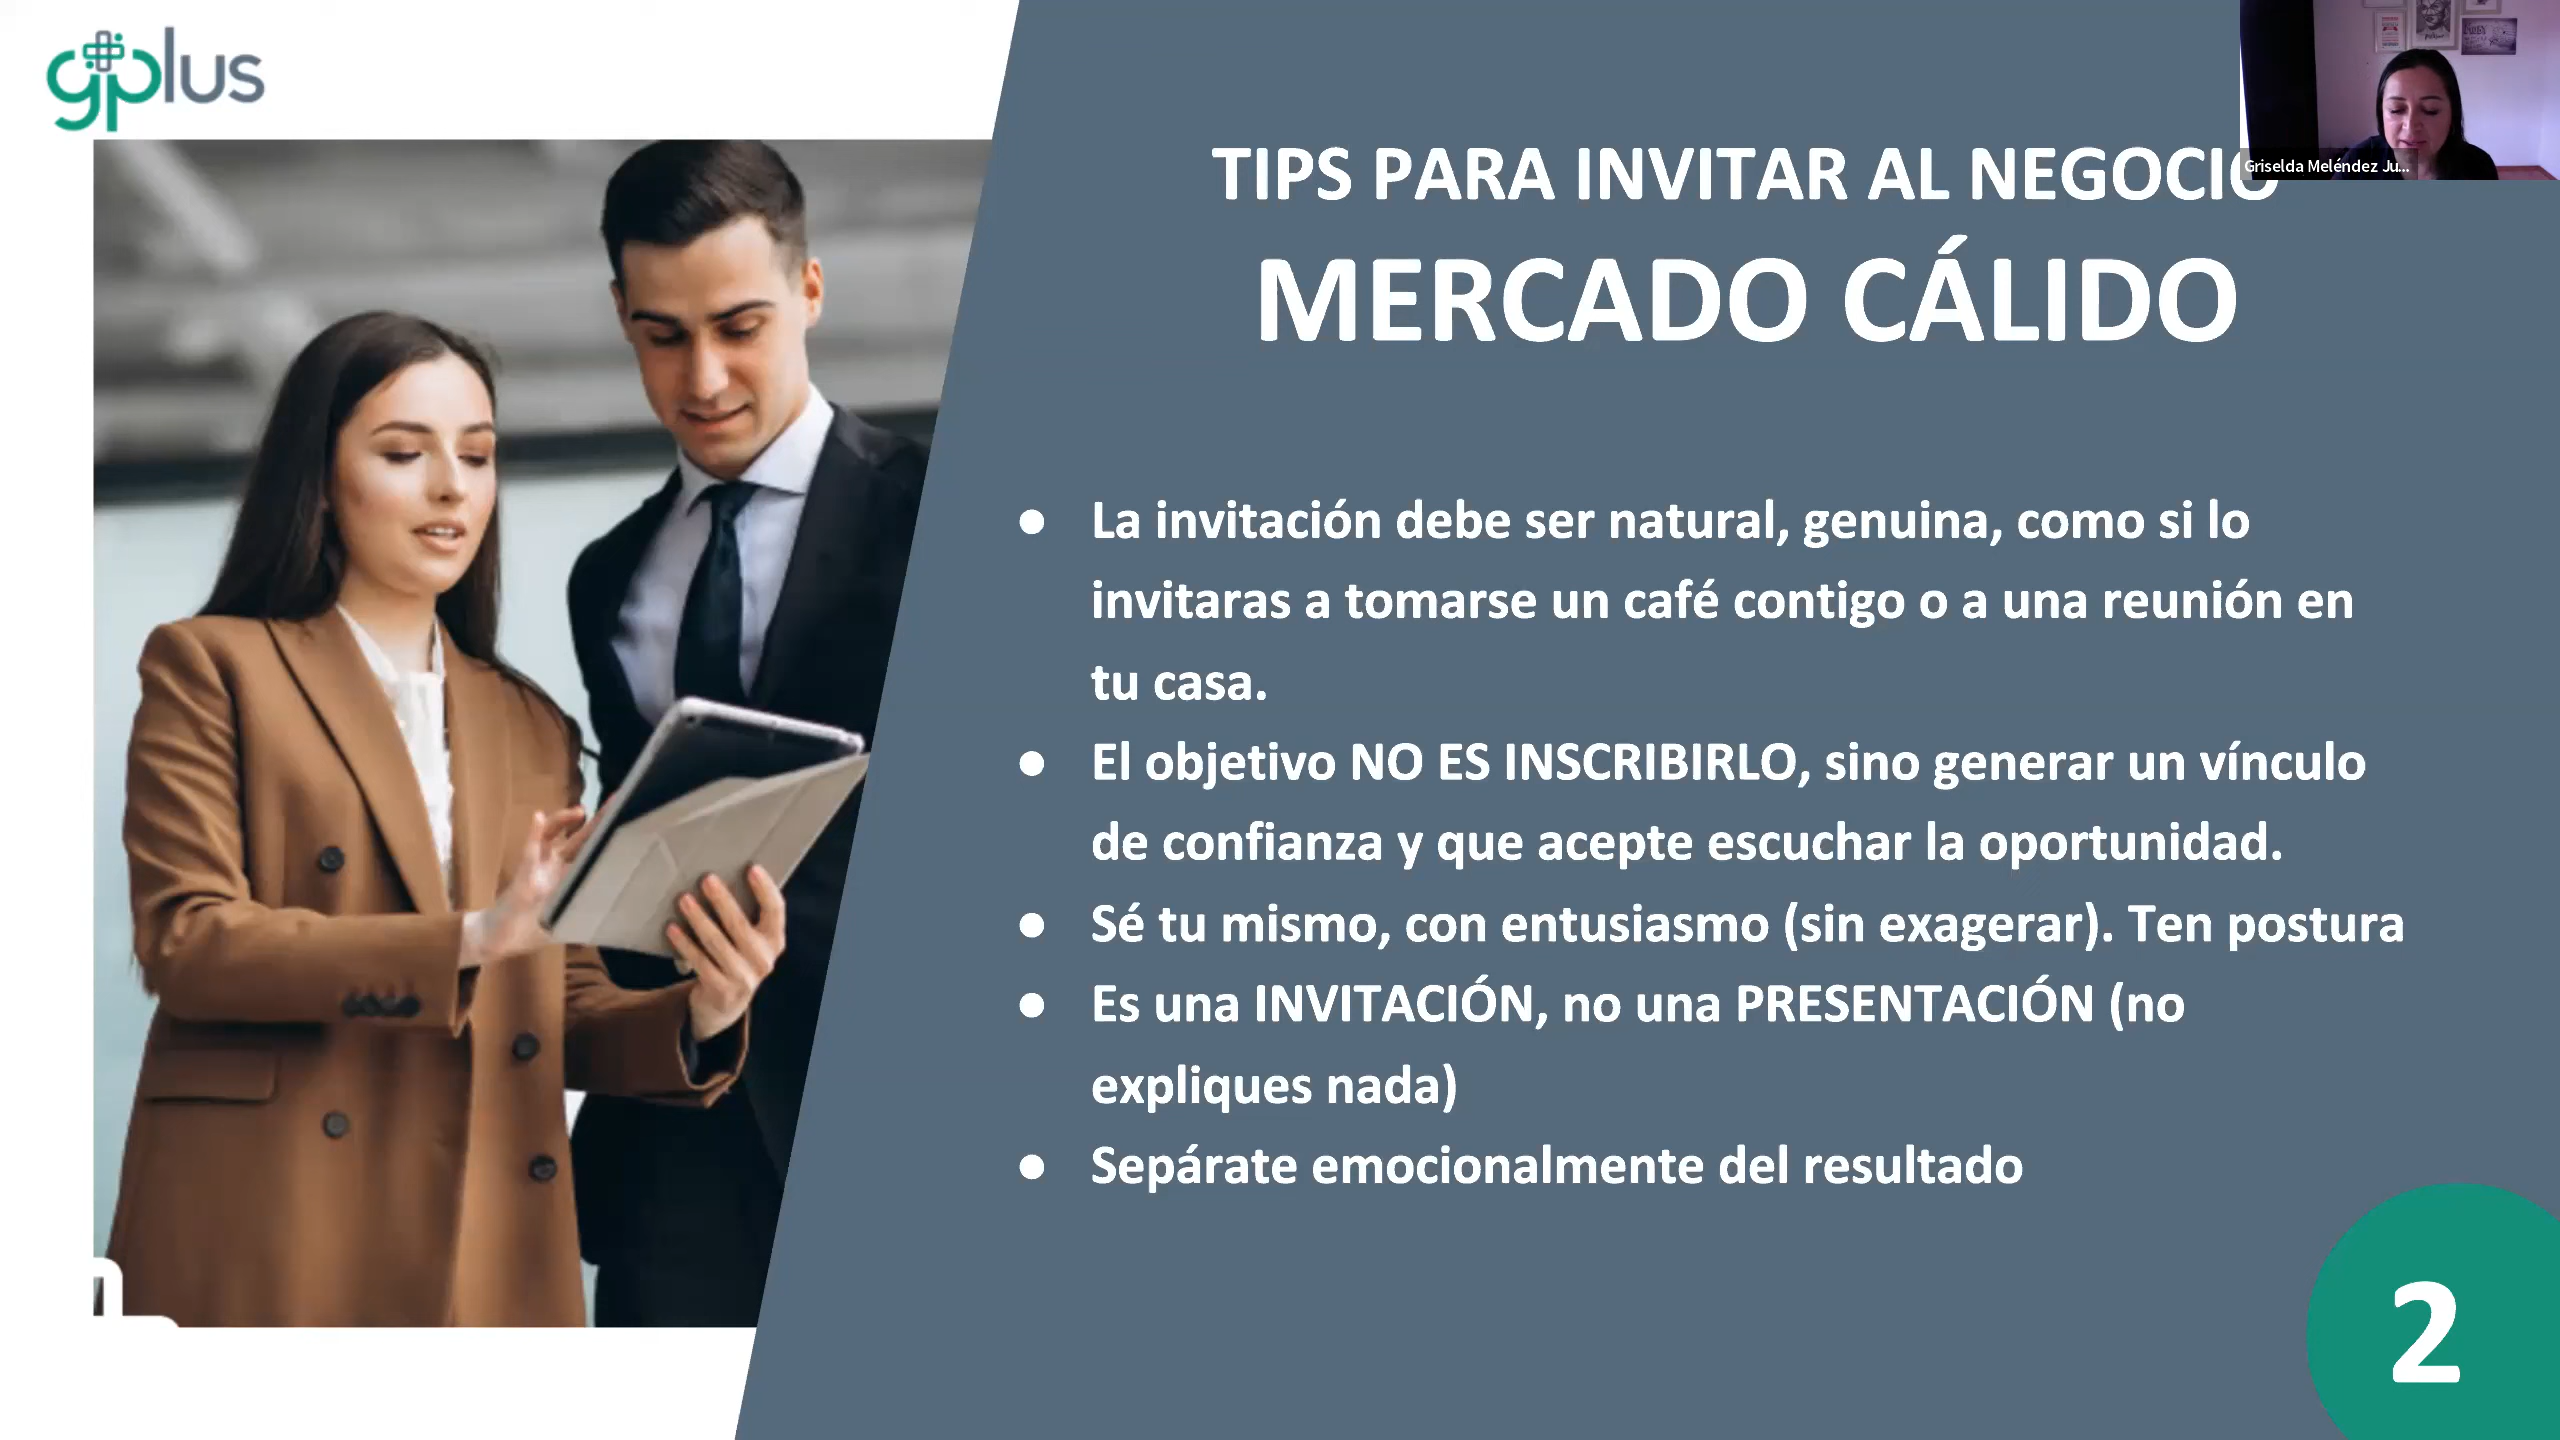 gplus
Griselda Meléndez Ju...
TIPS PARA INVITAR AL NEGOCIO
MERCADO CÁLIDO
● La invitación debe ser natural, genuina, como si lo
invitaras a tomarse un café contigo o a una reunión en
tu casa.
● El objetivo NO ES INSCRIBIRLO, sino generar un vínculo
de confianza y que acepte escuchar la oportunidad.
● Sé tu mismo, con entusiasmo (sin exagerar). Ten postura
● Es una INVITACIÓN, no una PRESENTACIÓN (no
expliques nada)
● Sepárate emocionalmente del resultado
2